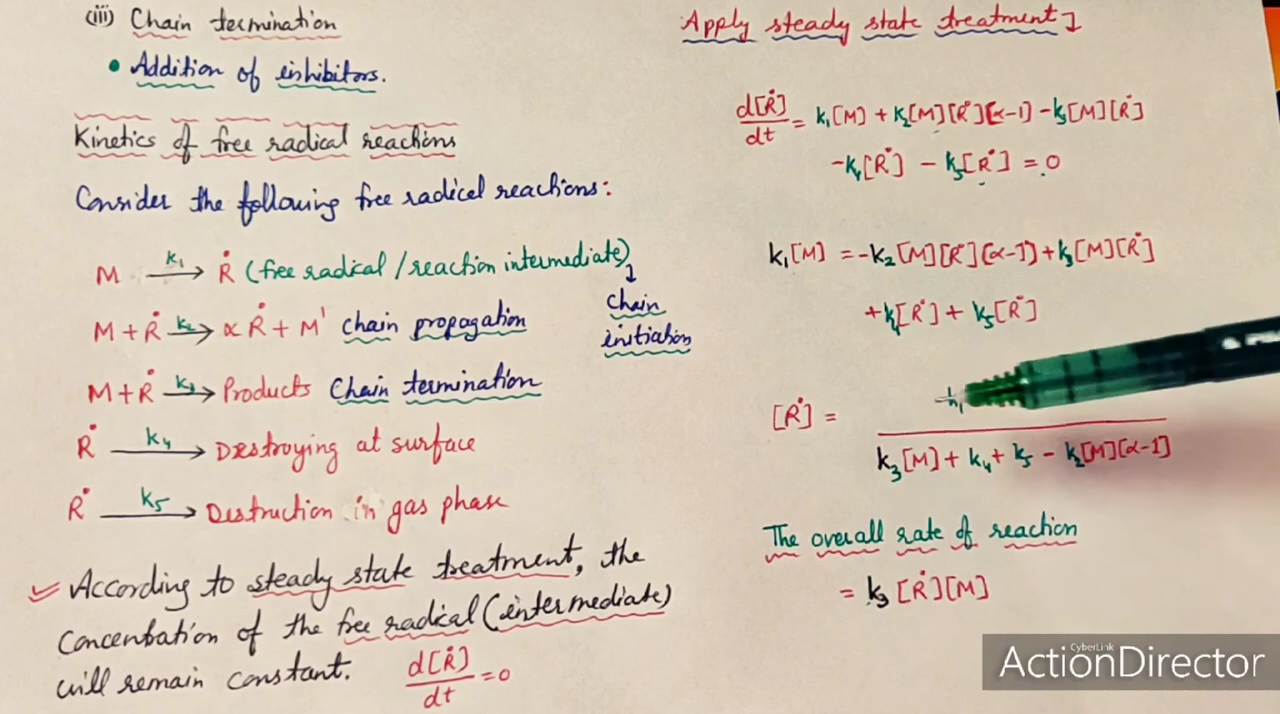 (iii) Chain termination
• Addition of inhibitors.
Kinetics of free radical reactions
Consider the following free radical reactions:
M —k₁→ Ṙ (free radical / reaction intermediate)
↓
Chain
initiation
M + Ṙ —k₂→ ∝Ṙ + M' Chain propagation
M + Ṙ —k₃→ Products Chain termination
R˙ —k₄→ Destroying at surface
R˙ —k₅→ Destruction in gas phase
According to steady state treatment, the
Concentration of the free radical (intermediate)
will remain constant. d[Ṙ]/dt = 0
Apply steady state treatment]
d[Ṙ]/dt = k₁[M] + k₂[M][R˙][∝-1] - k₃[M][R˙]
-k₄[R˙] - k₅[R˙] = 0
k₁[M] = -k₂[M][R˙][∝-1] + k₃[M][R˙]
+k₄[R˙] + k₅[R˙]
[R˙] =
k₃[M] + k₄ + k₅ - k₂[M][∝-1]
The overall rate of reaction
= k₃[Ṙ][M]
CyberLink
ActionDirector